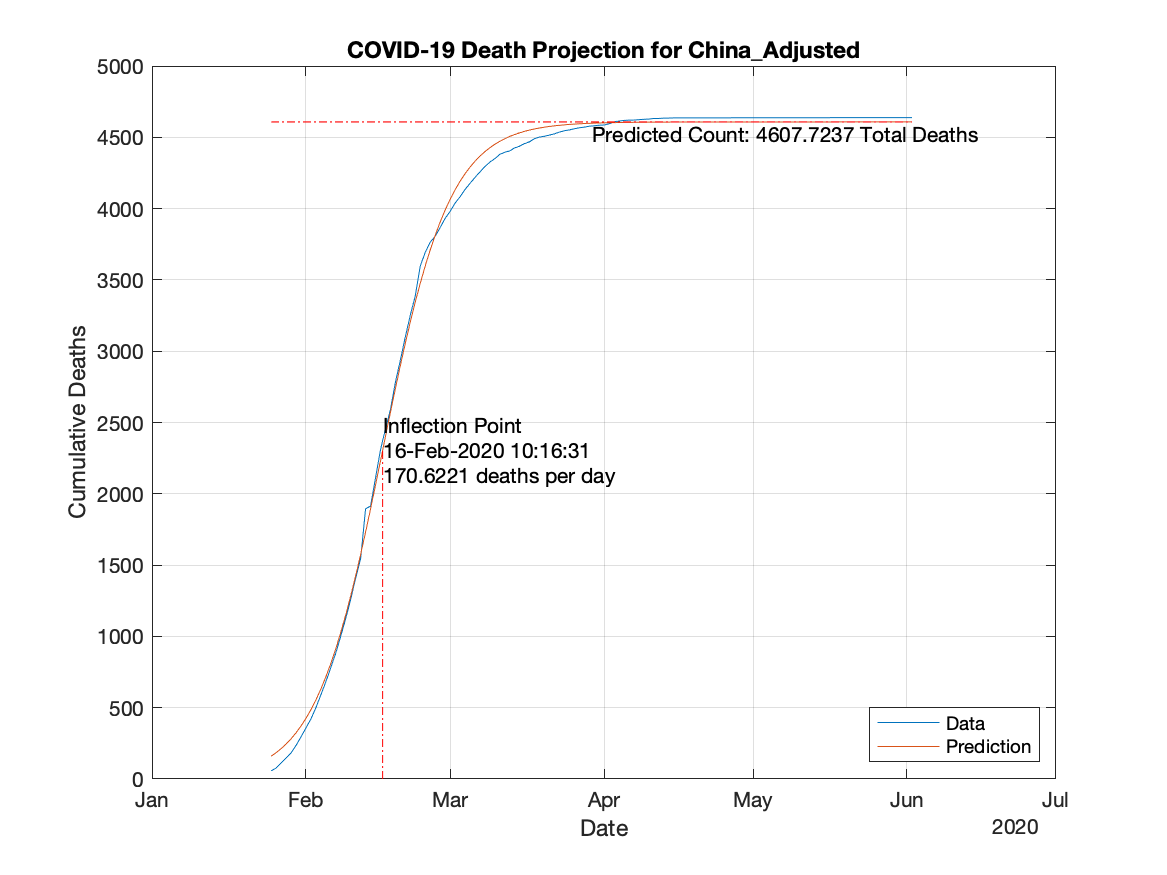 COVID-19 Death Projection for China_Adjusted
5000
4500
4000
3500
3000
2500
2000
1500
1000
500
0
Cumulative Deaths
Predicted Count: 4607.7237 Total Deaths
Inflection Point
16-Feb-2020 10:16:31
170.6221 deaths per day
Data
Prediction
Jan Feb Mar Apr May Jun Jul
Date
2020